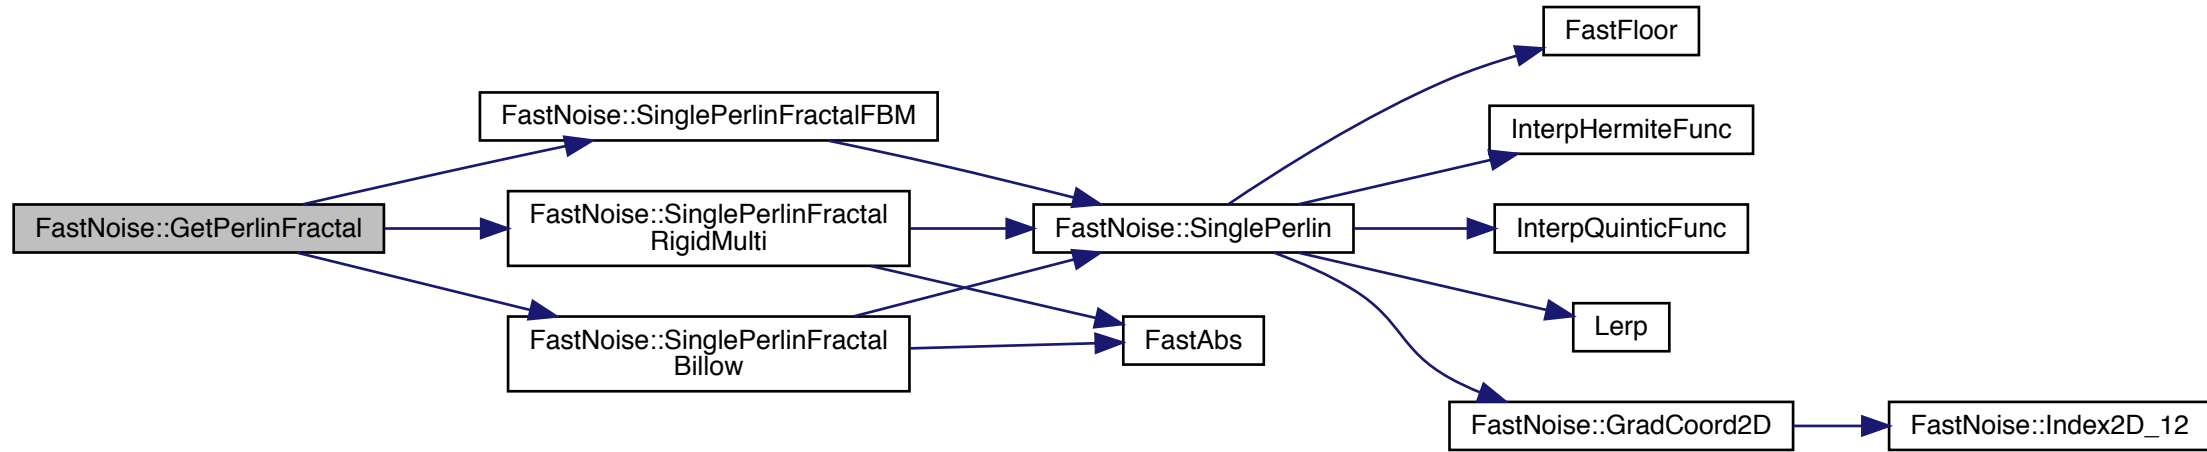 FastNoise::GetPerlinFractal
FastNoise::SinglePerlinFractalFBM
FastNoise::SinglePerlinFractal
RigidMulti
FastNoise::SinglePerlinFractal
Billow
FastNoise::SinglePerlin
FastAbs
FastFloor
InterpHermiteFunc
InterpQuinticFunc
Lerp
FastNoise::GradCoord2D
FastNoise::Index2D_12